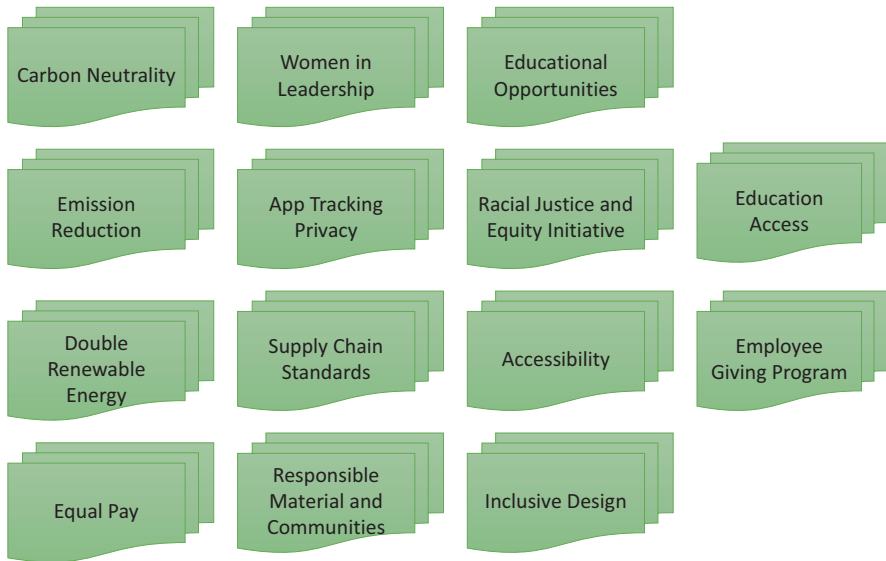 Carbon Neutrality
Women in
Leadership
Educational
Opportunities
Emission
Reduction
App Tracking
Privacy
Racial Justice and
Equity Initiative
Education
Access
Double
Renewable
Energy
Supply Chain
Standards
Accessibility
Employee
Giving Program
Equal Pay
Responsible
Material and
Communities
Inclusive Design